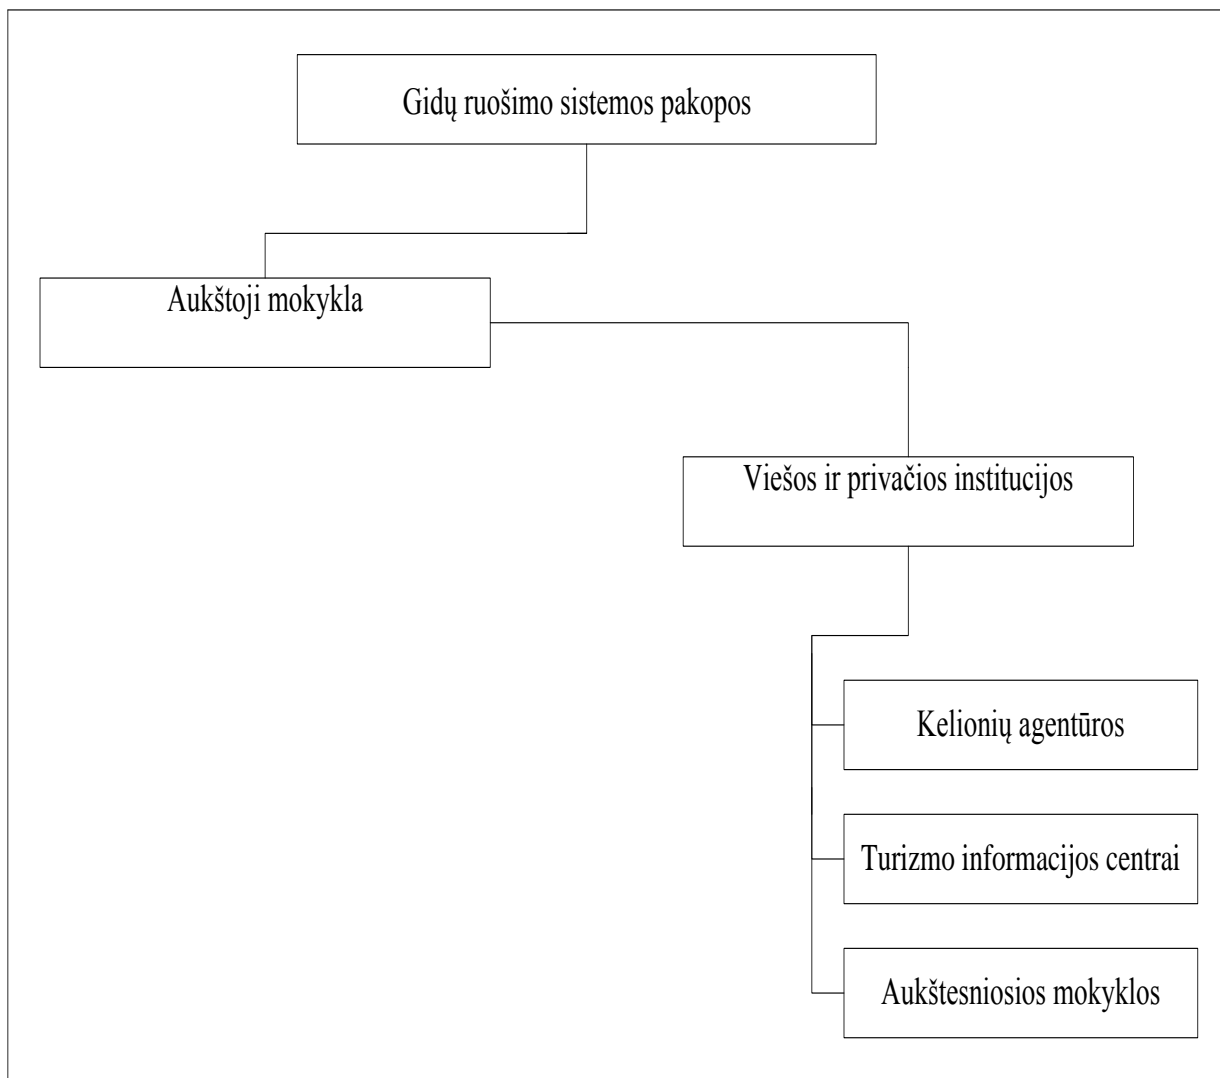 Gidų ruošimo sistemos pakopos
Aukštoji mokykla
Viešos ir privačios institucijos
Kelionių agentūros
Turizmo informacijos centrai
Aukštesniosios mokyklos